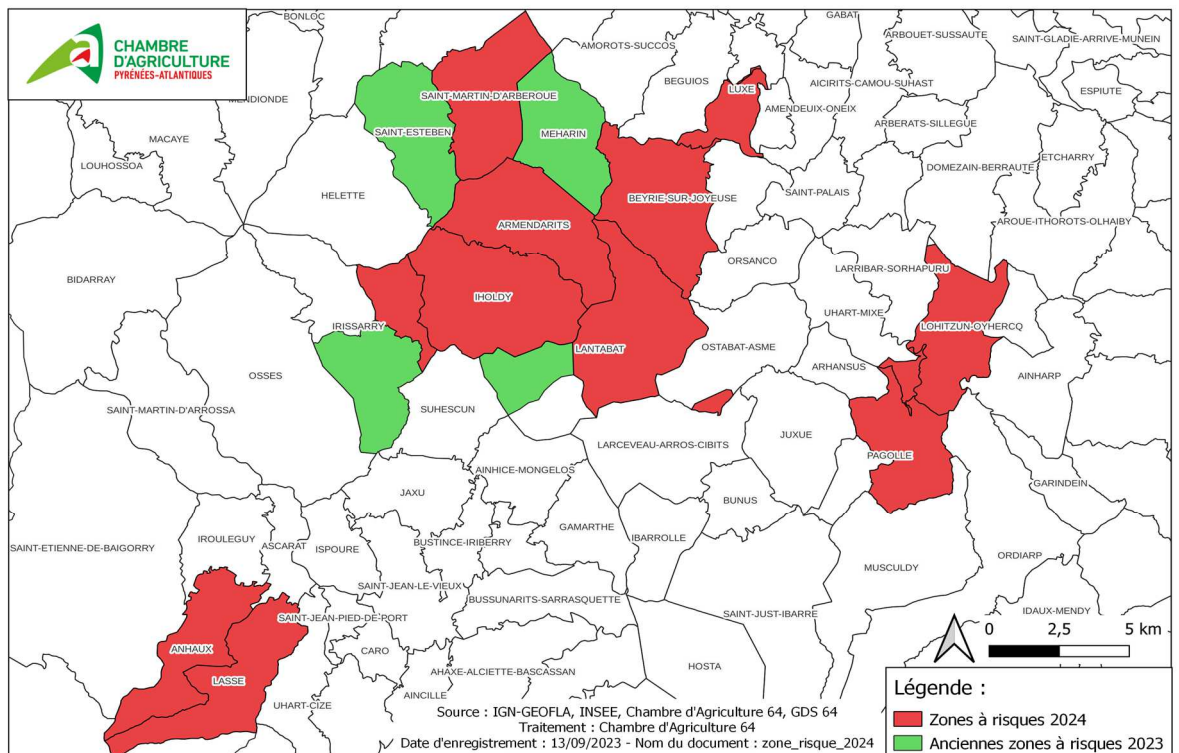 CHAMBRE
D'AGRICULTURE
PYRÉNÉES-ATLANTIQUES
BONLOC
GABAT
ARBOUET-SUSSAUTE
SAINT-GLADIE-ARRIVE-MUNEIN
AMOROTS-SUCCOS
BEGUIOS
AICIRITS-CAMOU-SUHAST
ESPIUTE
MENDIONDE
SAINT-MARTIN-D'ARBEROUE
LUXE
AMENDEUIX-ONEIX
ARBERATS-SILLEGUE
MACAYE
SAINT-ESTEBEN
MEHARIN
ETCHARRY
LOUHOSSOA
DOMEZAIN-BERRAUTE
HELETTE
BEYRIE-SUR-JOYEUSE
SAINT-PALAIS
ARMENDARITS
AROUE-ITHOROTS-OLHAIBY
ORSANCO
LARRIBAR-SORHAPURU
BIDARRAY
IHOLDY
UHART-MIXE
IRISSARRY
LOHITZUN-OYHERCQ
LANTABAT
OSTABAT-ASME
ARHANSUS
AINHARP
OSSES
SAINT-MARTIN-D'ARROSSA
SUHESCUN
JUXUE
LARCEVEAU-ARROS-CIBITS
PAGOLLE
AINHICE-MONGELOS
GARINDEIN
JAXU
BUNUS
GAMARTHE
IBARROLLE
SAINT-ETIENNE-DE-BAIGORRY
IROULEGUY
ASCARAT
ISPOURE
BUSTINCE-IRIBERRY
ORDIARP
MUSCULDY
SAINT-JEAN-LE-VIEUX
BUSSUNARITS-SARRASQUETTE
SAINT-JUST-IBARRE
IDAUX-MENDY
SAINT-JEAN-PIED-DE-PORT
0 2,5 5 km
ANHAUX
CARO
HOSTA
AHAXE-ALCIETTE-BASCASSAN
LASSE
AINCILLE
UHART-CIZE
Source : IGN-GEOFLA, INSEE, Chambre d'Agriculture 64, GDS 64
Traitement : Chambre d'Agriculture 64
Date d'enregistrement : 13/09/2023 - Nom du document : zone_risque_2024
Légende :
Zones à risques 2024
Anciennes zones à risques 2023